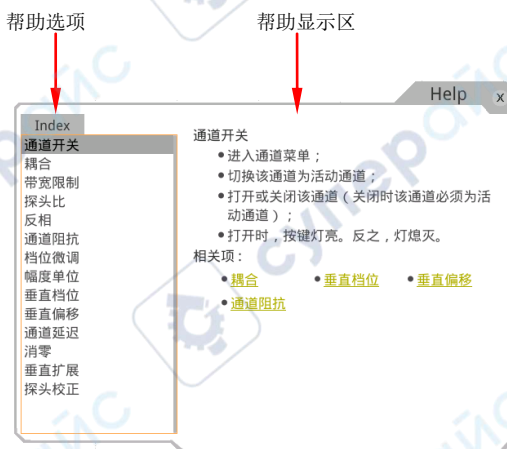 帮助选项 帮助显示区
Help x
Index
通道开关
耦合
带宽限制
探头比
反相
通道阻抗
档位微调
幅度单位
垂直档位
垂直偏移
通道延迟
消零
垂直扩展
探头校正
通道开关
●进入通道菜单；
●切换该通道为活动通道；
●打开或关闭该通道（关闭时该通道必须为活
动通道）；
●打开时，按键灯亮。反之，灯熄灭。
相关项：
●耦合 ●垂直档位 ●垂直偏移
●通道阻抗